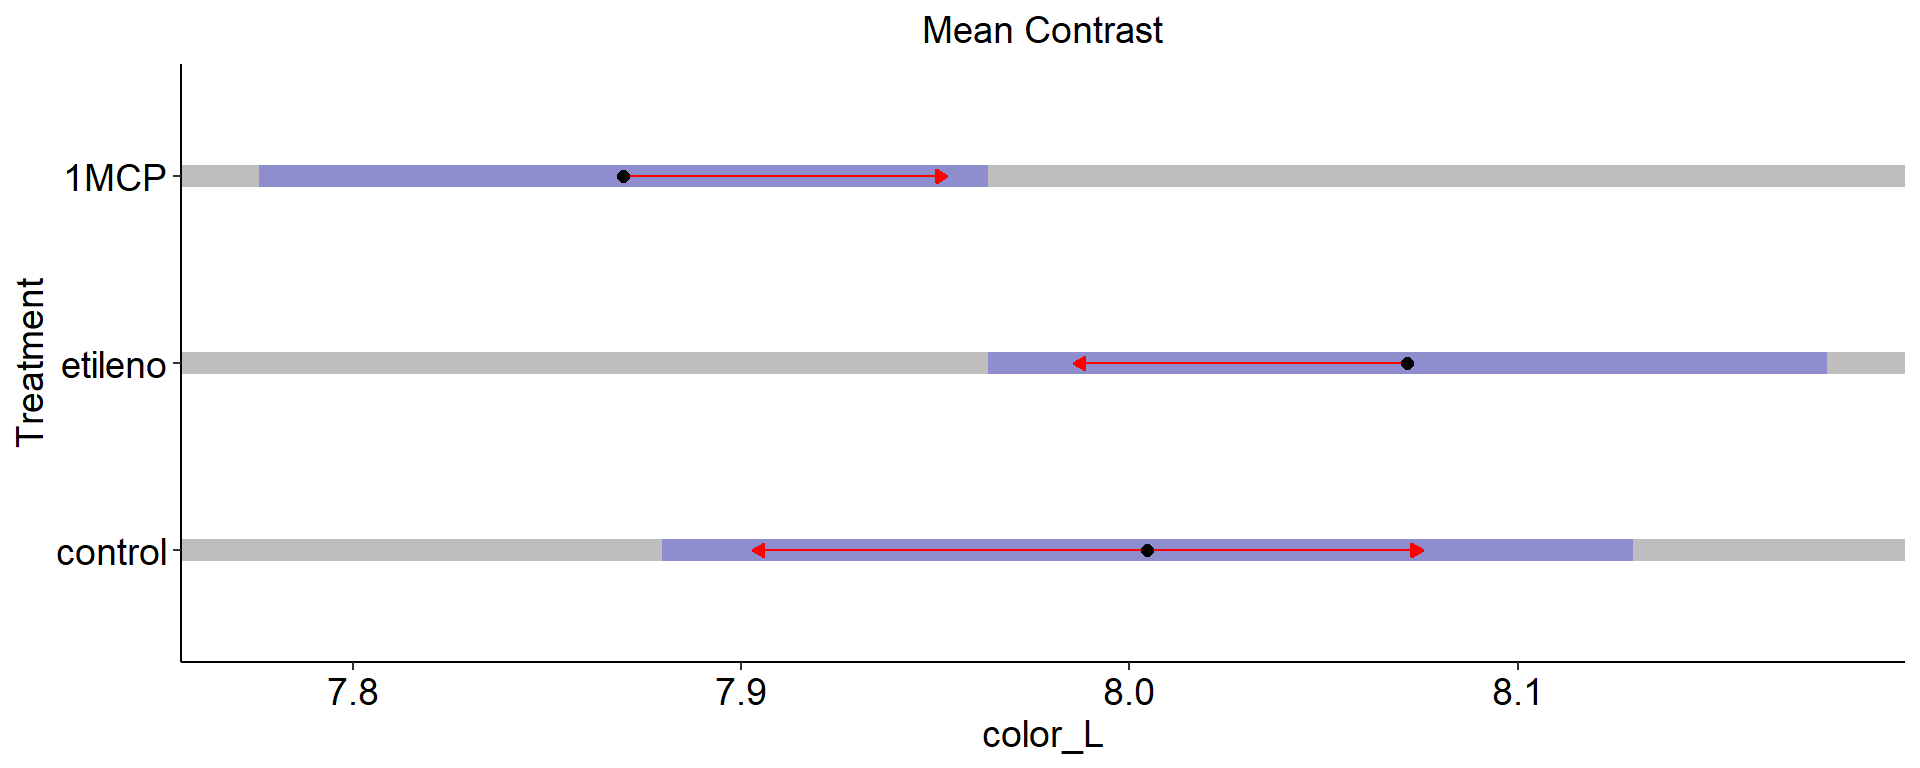 Mean Contrast
Treatment
1MCP
etileno
control
7.8 7.9 8.0 8.1
color_L